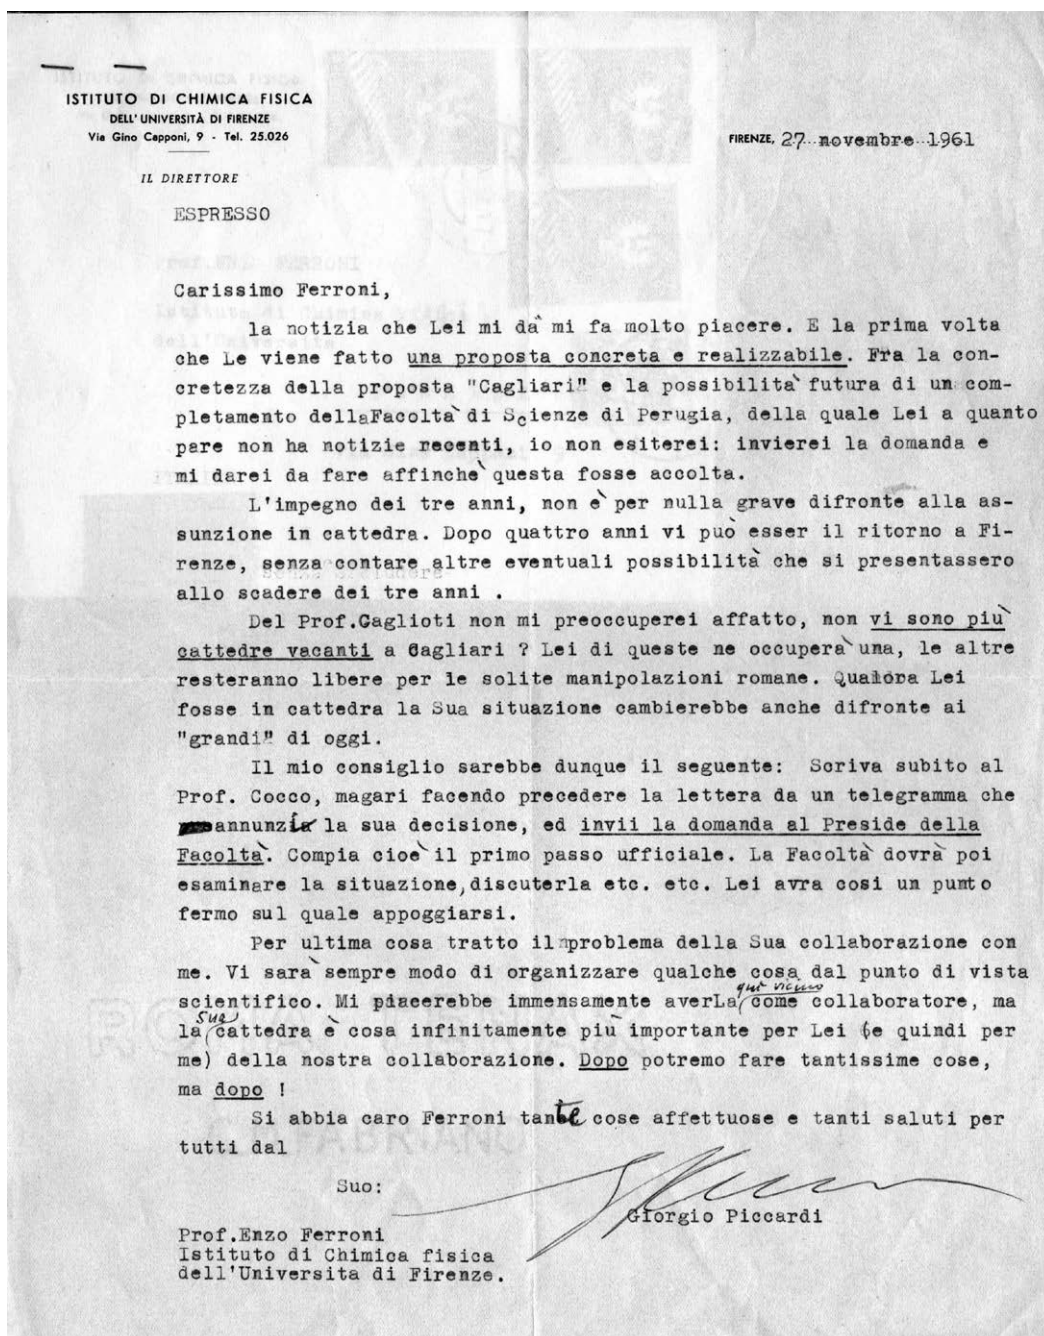 ISTITUTO DI CHIMICA FISICA
DELL'UNIVERSITÀ DI FIRENZE
Via Gino Capponi, 9 - Tel. 25.026
FIRENZE, 27 novembre 1961
IL DIRETTORE
ESPRESSO
Carissimo Ferroni,
la notizia che Lei mi dà mi fa molto piacere. E la prima volta
che Le viene fatto una proposta concreta e realizzabile. Fra la con-
cretezza della proposta "Cagliari" e la possibilità futura di un com-
pletamento dellaFacoltà di Scienze di Perugia, della quale Lei a quanto
pare non ha notizie recenti, io non esiterei: invierei la domanda e
mi darei da fare affinchè questa fosse accolta.
L'impegno dei tre anni, non è per nulla grave difronte alla as-
sunzione in cattedra. Dopo quattro anni vi può esser il ritorno a Fi-
renze, senza contare altre eventuali possibilità che si presentassero
allo scadere dei tre anni .
Del Prof.Caglioti non mi preoccuperei affatto, non vi sono più
cattedre vacanti a Cagliari ? Lei di queste ne occuperà una, le altre
resteranno libere per le solite manipolazioni romane. Qualora Lei
fosse in cattedra la Sua situazione cambierebbe anche difronte ai
"grandi" di oggi.
Il mio consiglio sarebbe dunque il seguente: Scriva subito al
Prof. Cocco, magari facendo precedere la lettera da un telegramma che
annunzia la sua decisione, ed invii la domanda al Preside della
Facoltà. Compia cioè il primo passo ufficiale. La Facoltà dovrà poi
esaminare la situazione, discuterla etc. etc. Lei avra cosi un punto
fermo sul quale appoggiarsi.
Per ultima cosa tratto il problema della Sua collaborazione con
me. Vi sarà sempre modo di organizzare qualche cosa dal punto di vista
scientifico. Mi piacerebbe immensamente averLa qui vicino come collaboratore, ma
la Sua cattedra è cosa infinitamente più importante per Lei (e quindi per
me) della nostra collaborazione. Dopo potremo fare tantissime cose,
ma dopo !
Si abbia caro Ferroni tante cose affettuose e tanti saluti per
tutti dal
Suo:
Giorgio Piccardi
Prof.Enzo Ferroni
Istituto di Chimica fisica
dell'Universita di Firenze.